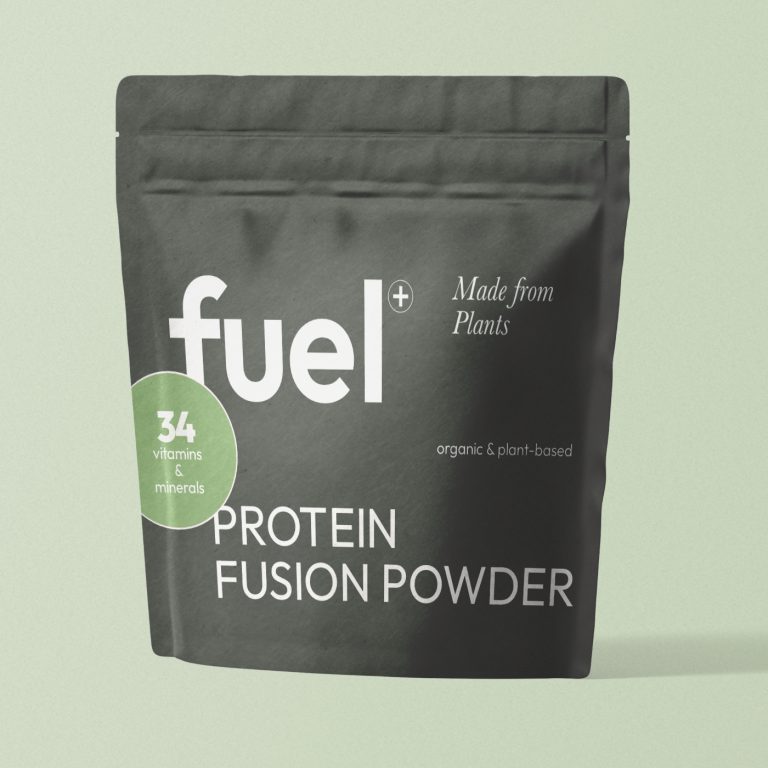 fuel⊕
Made from
Plants
34
vitamins
&
minerals
organic & plant-based
PROTEIN
FUSION POWDER